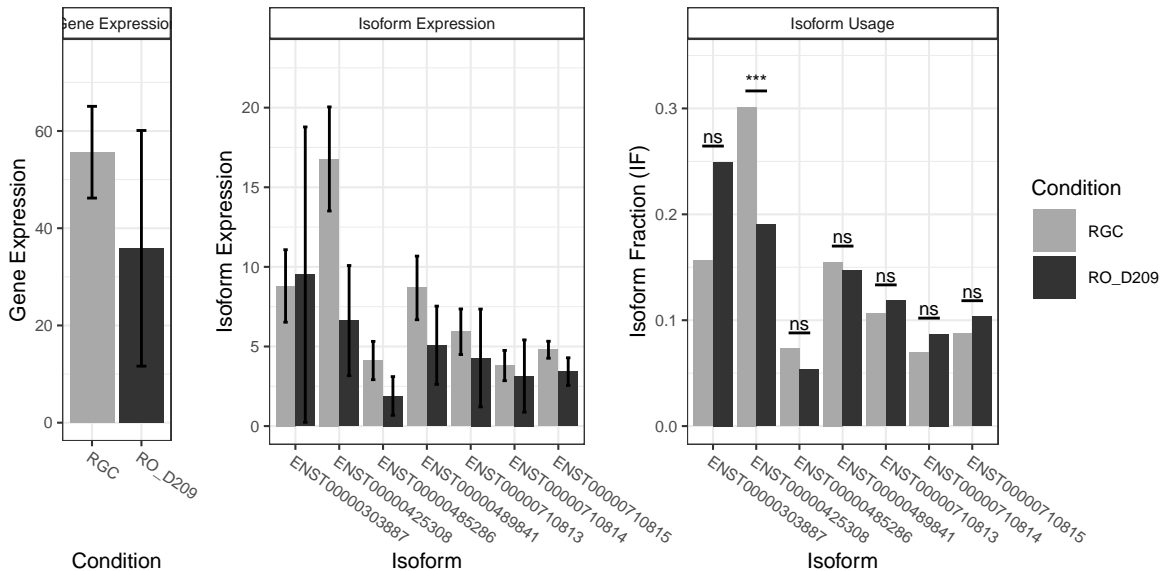 Gene Expression
Isoform Expression
Isoform Usage
Gene Expression
0
20
40
60
RGC
RO_D209
Condition
Isoform Expression
0
5
10
15
20
ENST00000303887
ENST00000425308
ENST00000485286
ENST00000489841
ENST00000710813
ENST00000710814
ENST00000710815
Isoform
Isoform Fraction (IF)
0.0
0.1
0.2
0.3
ns
***
ns
ns
ns
ns
ns
ENST00000303887
ENST00000425308
ENST00000485286
ENST00000489841
ENST00000710813
ENST00000710814
ENST00000710815
Isoform
Condition
RGC
RO_D209